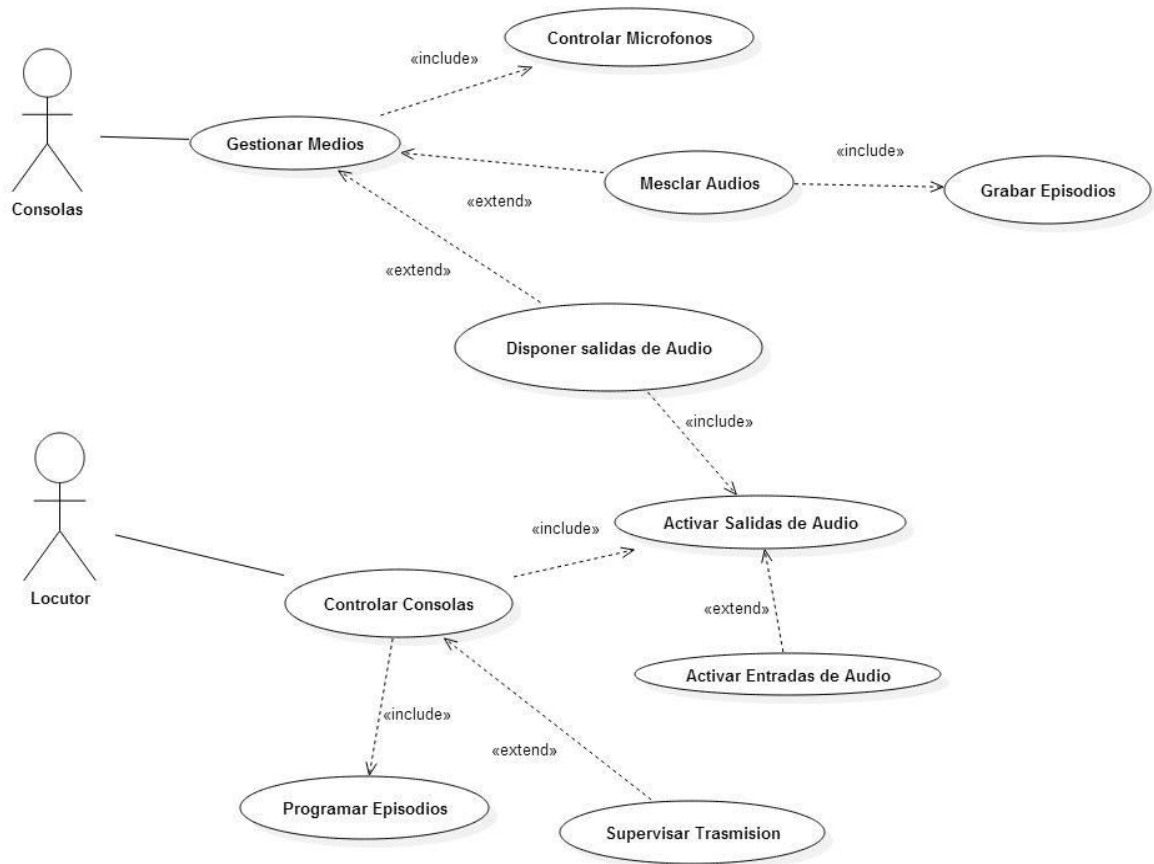 Controlar Microfonos
«include»
Gestionar Medios
«include»
Mesclar Audios
Grabar Episodios
Consolas
«extend»
«extend»
Disponer salidas de Audio
«include»
Activar Salidas de Audio
«include»
Locutor
Controlar Consolas
«extend»
Activar Entradas de Audio
«include»
«extend»
Programar Episodios
Supervisar Trasmision